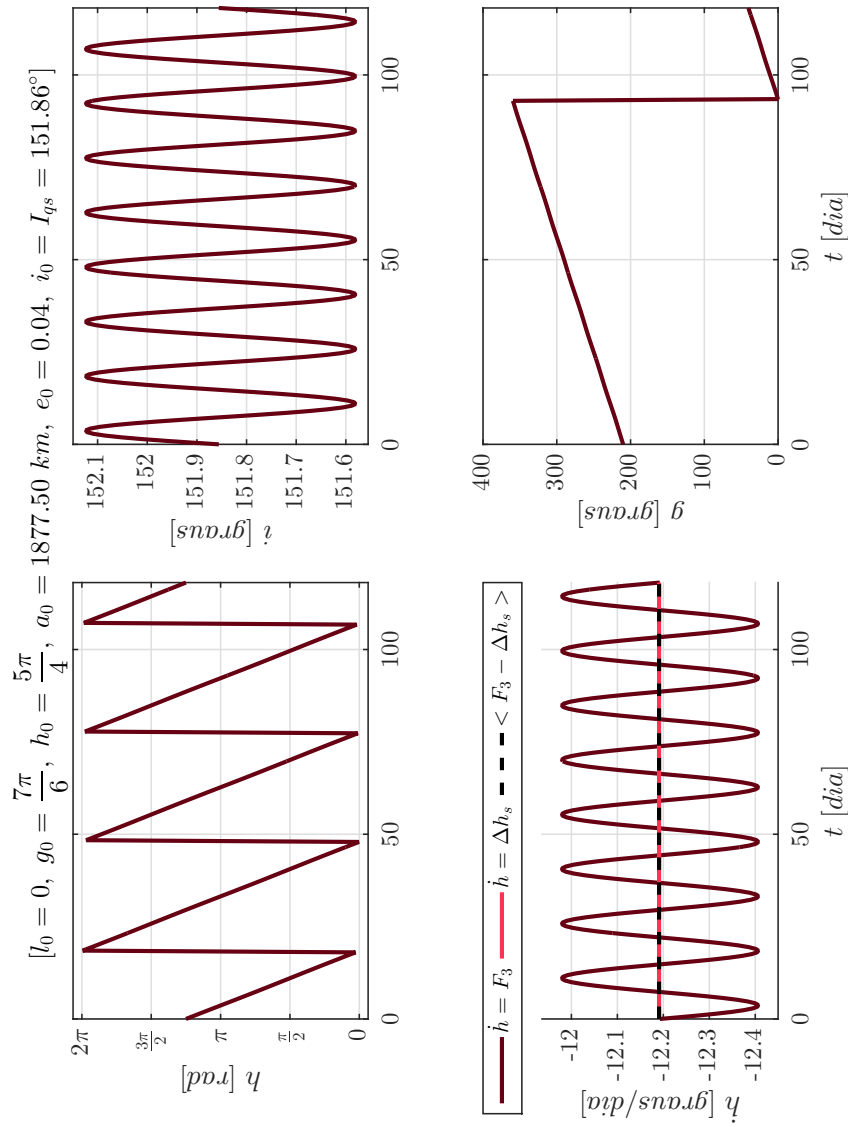 [l₀ = 0, g₀ = 7π/6, h₀ = 5π/4, a₀ = 1877.50 km, e₀ = 0.04, i₀ = I_qs = 151.86°]
h [rad]
2π
3π/2
π
π/2
0
0 50 100
i [graus]
152.1
152
151.9
151.8
151.7
151.6
0 50 100
ḣ = F₃ ḣ = Δh_s < F₃ − Δh_s >
ḣ [graus/dia]
-12
-12.1
-12.2
-12.3
-12.4
0 50 100
t [dia]
g [graus]
400
300
200
100
0
0 50 100
t [dia]